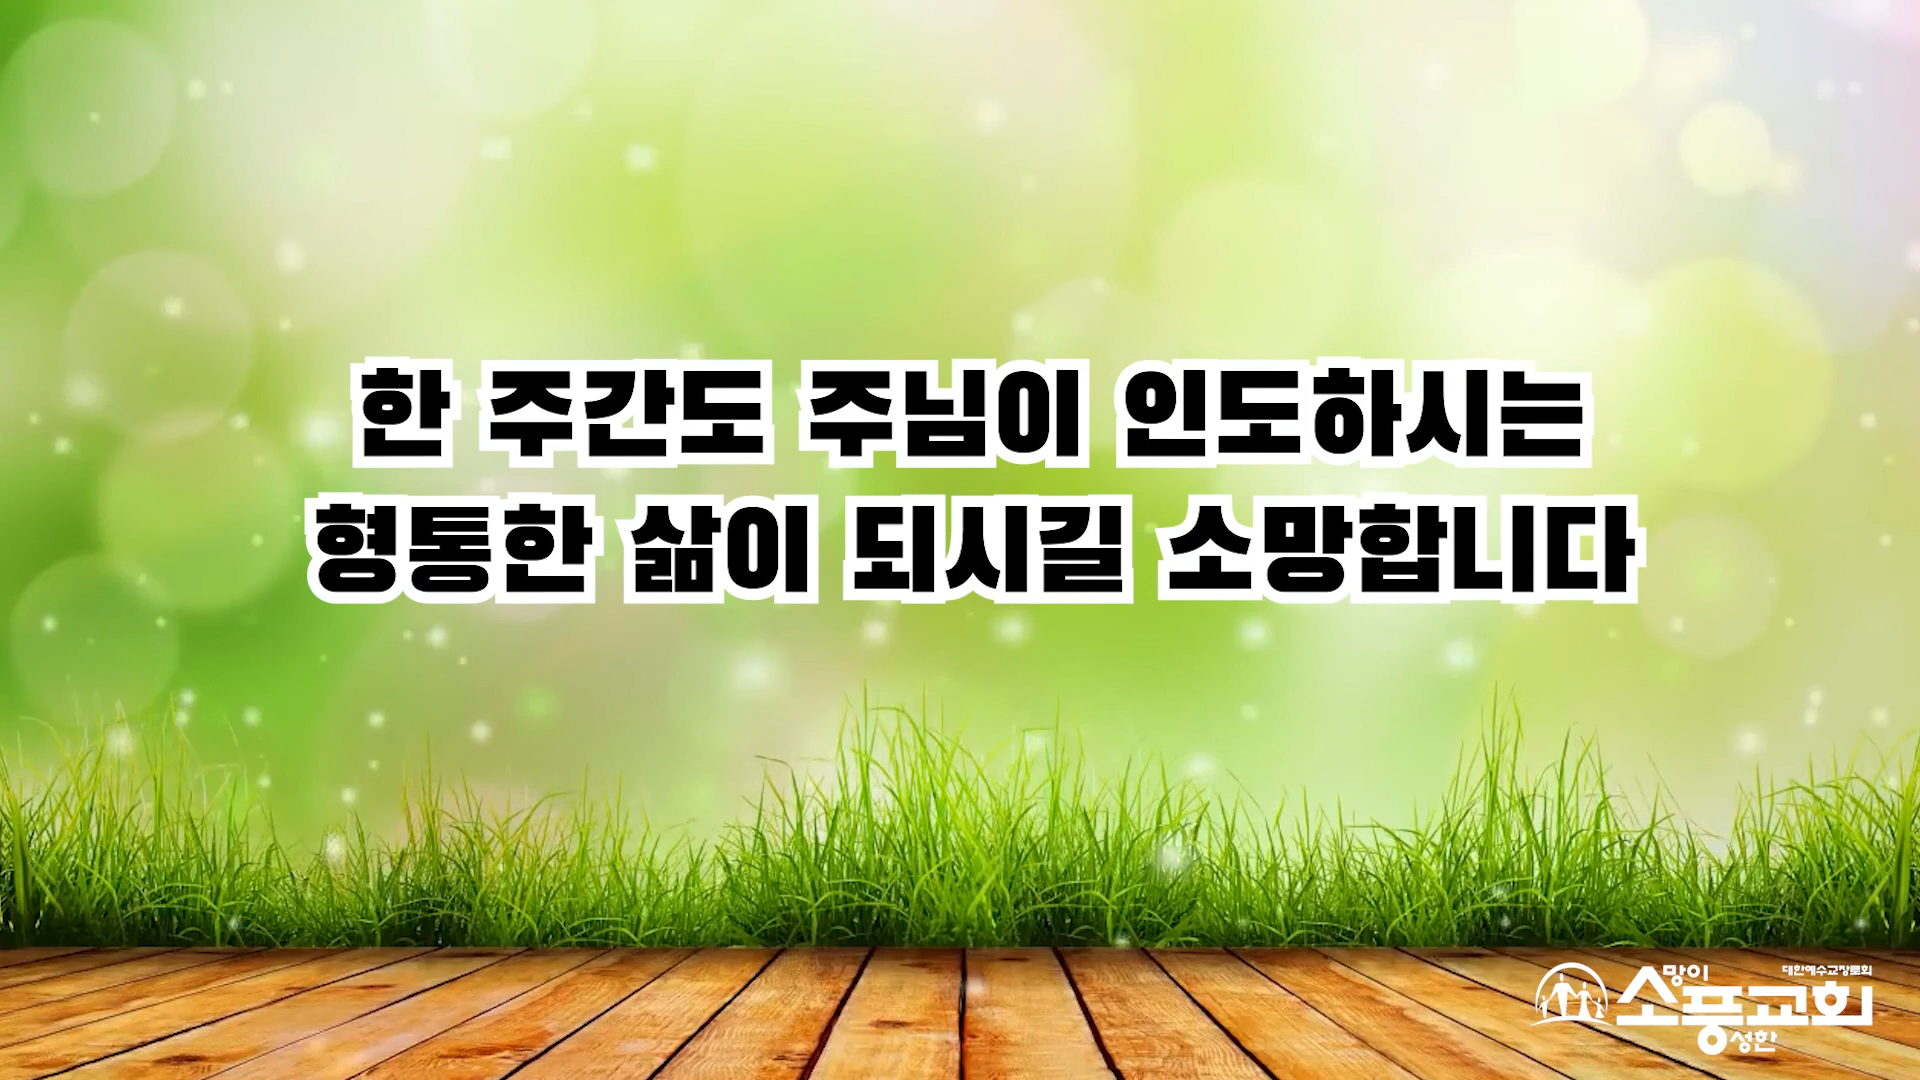 한 주간도 주님이 인도하시는
형통한 삶이 되시길 소망합니다
대한예수교장로회
소망이 풍성한 교회